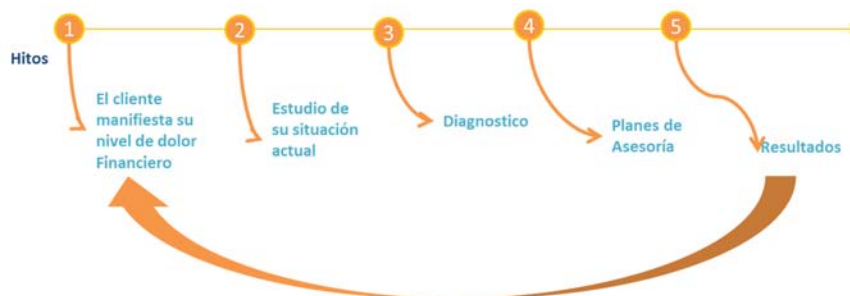 1 2 3 4 5
Hitos
El cliente
manifiesta su
nivel de dolor
Financiero
Estudio de
su situación
actual
Diagnostico
Planes de
Asesoría
Resultados